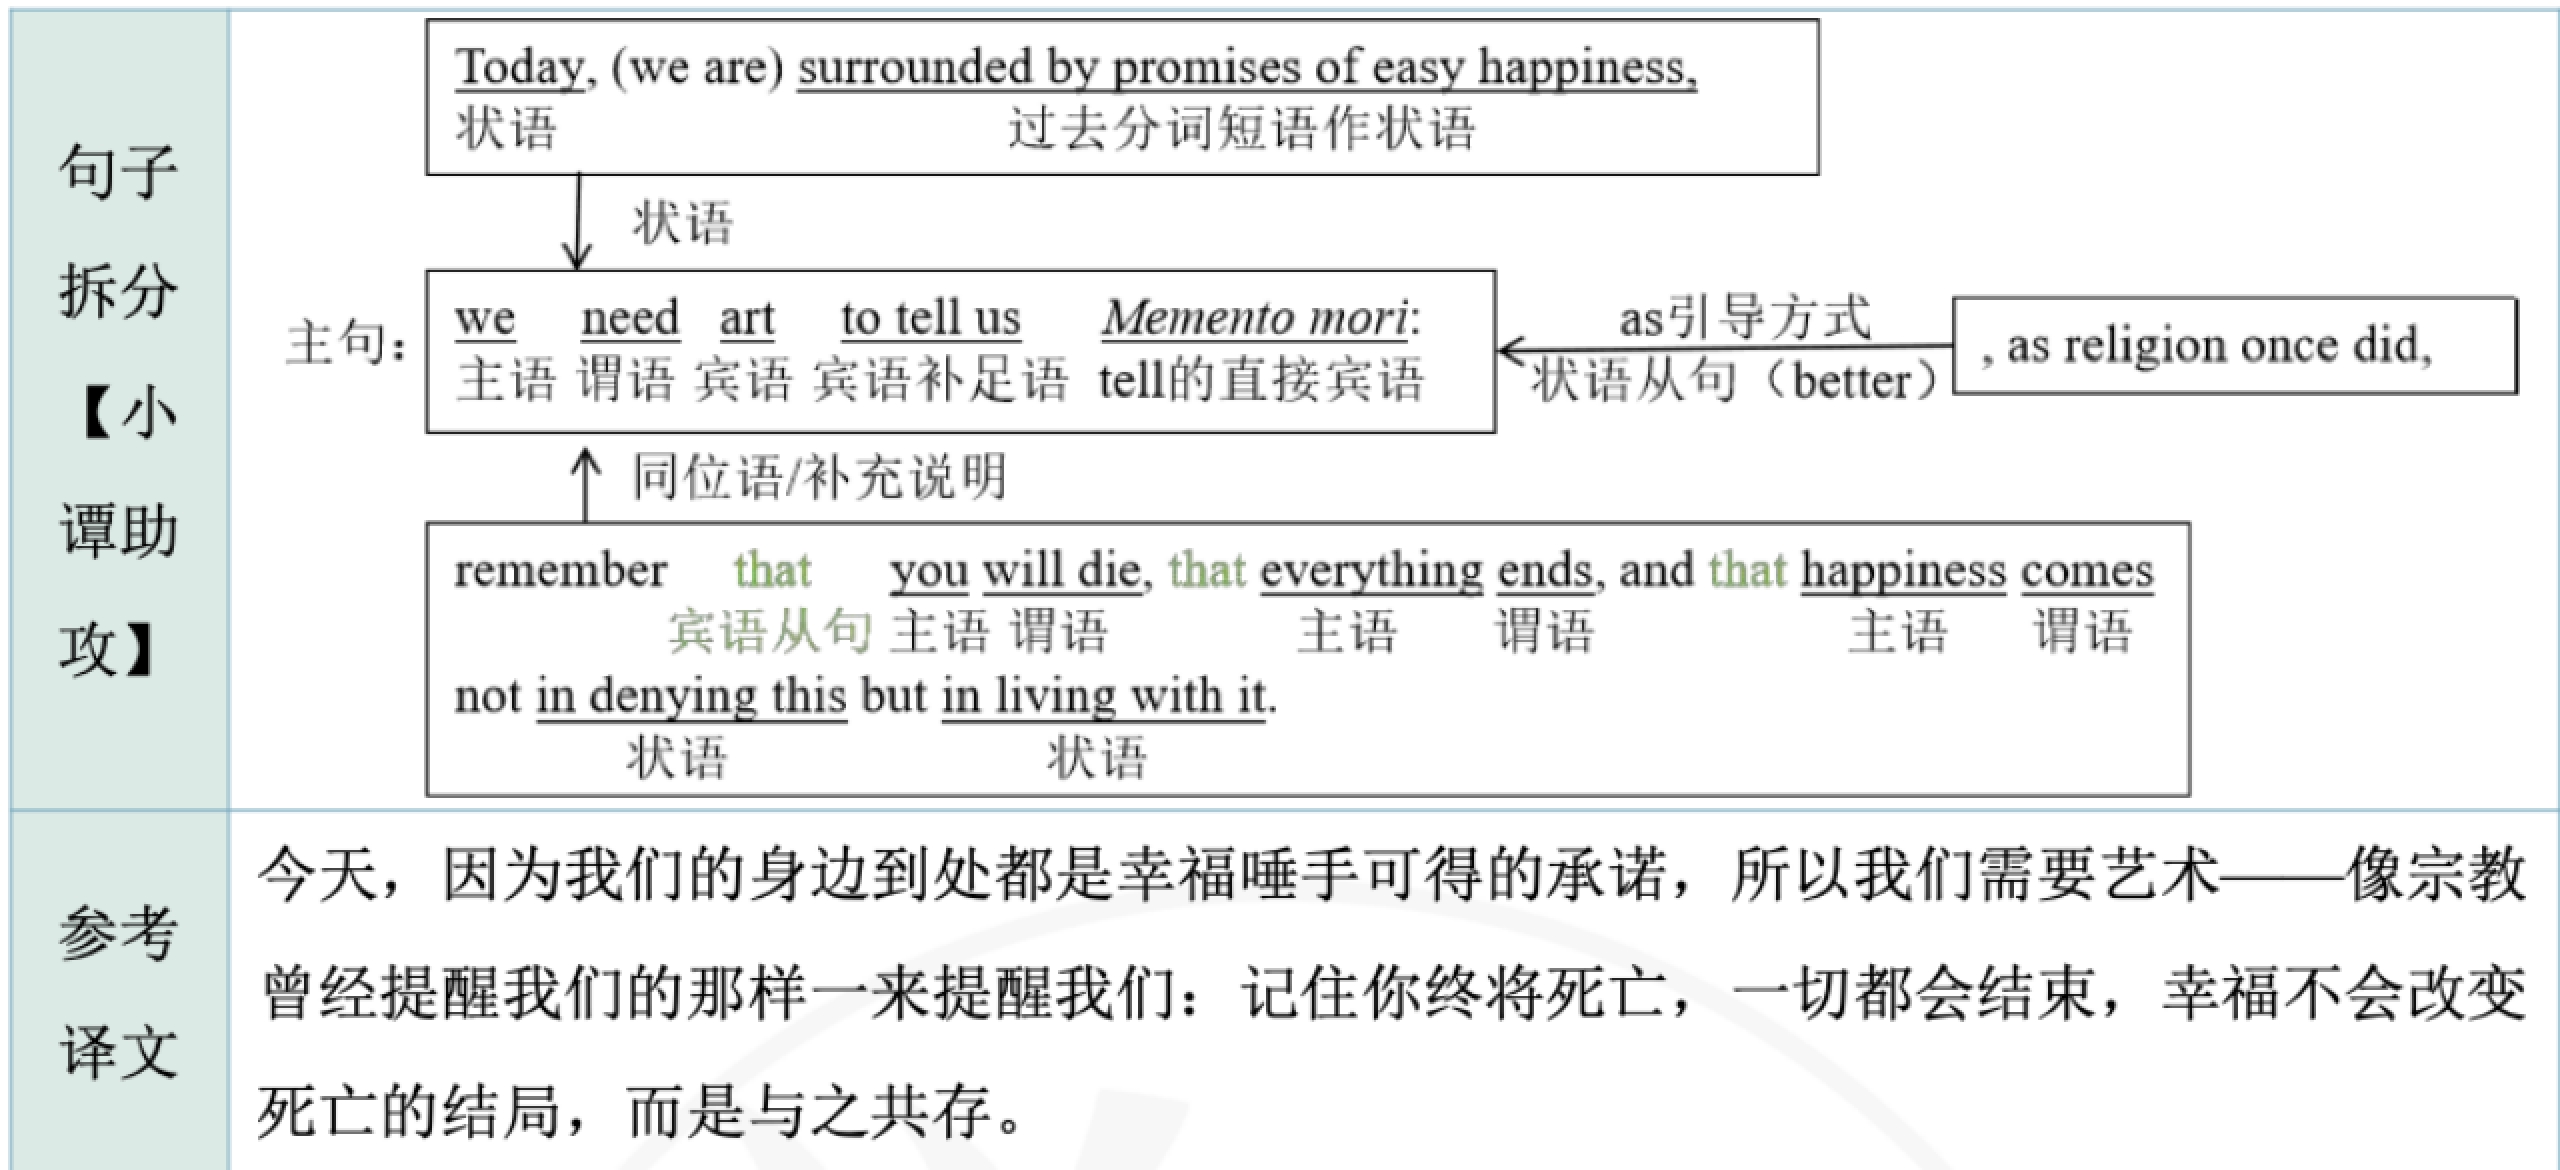 句子
拆分
【小
谭助
攻】
Today, (we are) surrounded by promises of easy happiness,
状语 过去分词短语作状语
状语
主句：
we need art to tell us Memento mori:
主语 谓语 宾语 宾语补足语 tell的直接宾语
as引导方式
状语从句（better）
, as religion once did,
同位语/补充说明
remember that you will die, that everything ends, and that happiness comes
宾语从句 主语 谓语 主语 谓语 主语 谓语
not in denying this but in living with it.
状语 状语
参考
译文
今天，因为我们的身边到处都是幸福唾手可得的承诺，所以我们需要艺术——像宗教
曾经提醒我们的那样一来提醒我们：记住你终将死亡，一切都会结束，幸福不会改变
死亡的结局，而是与之共存。